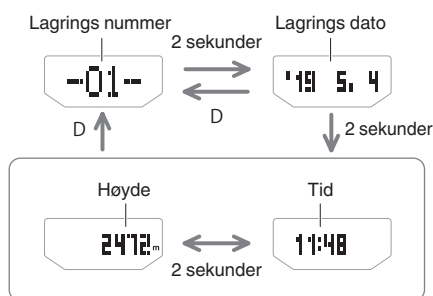 Lagrings nummer
Lagrings dato
2 sekunder
-01-
'19 5. 4
D
D
2 sekunder
Høyde
Tid
2472m
11:48
2 sekunder